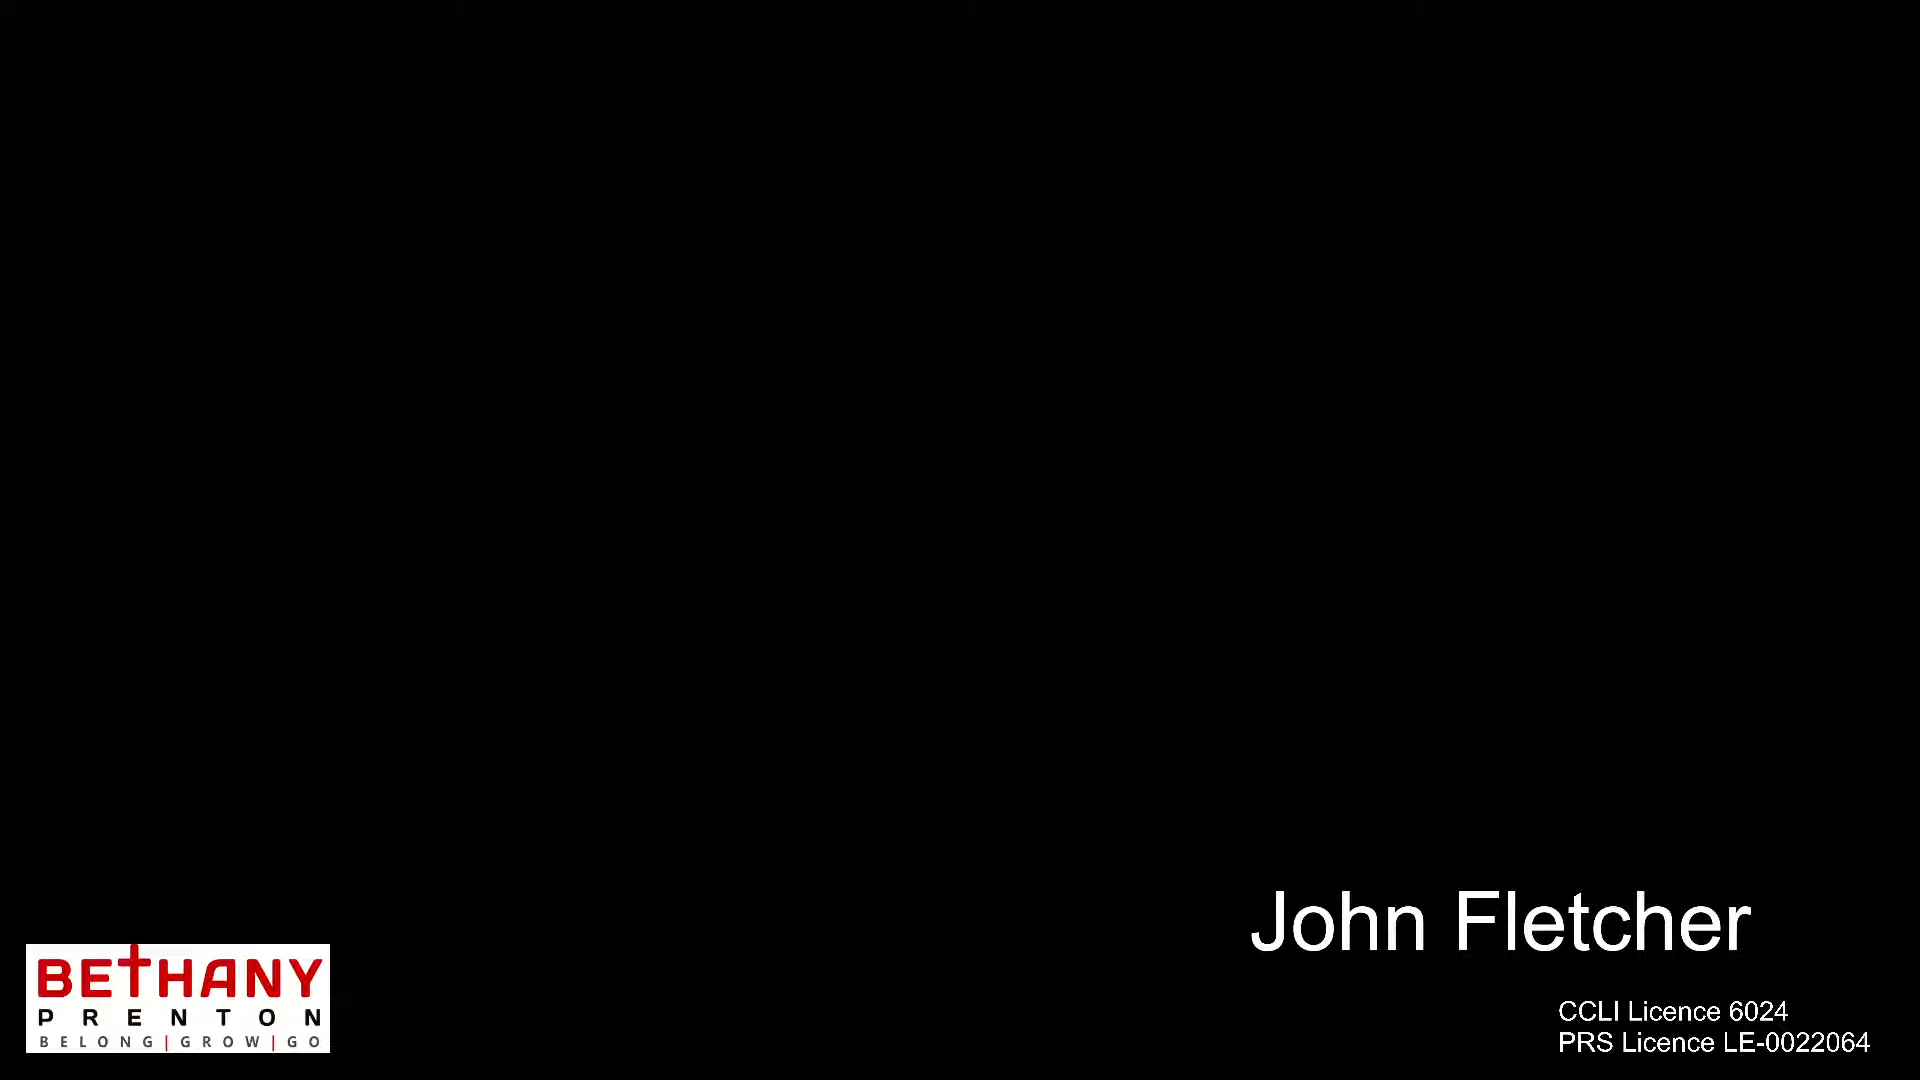 John Fletcher
BETHANY
PRENTON
BELONG|GROW|GO
CCLI Licence 6024
PRS Licence LE-0022064